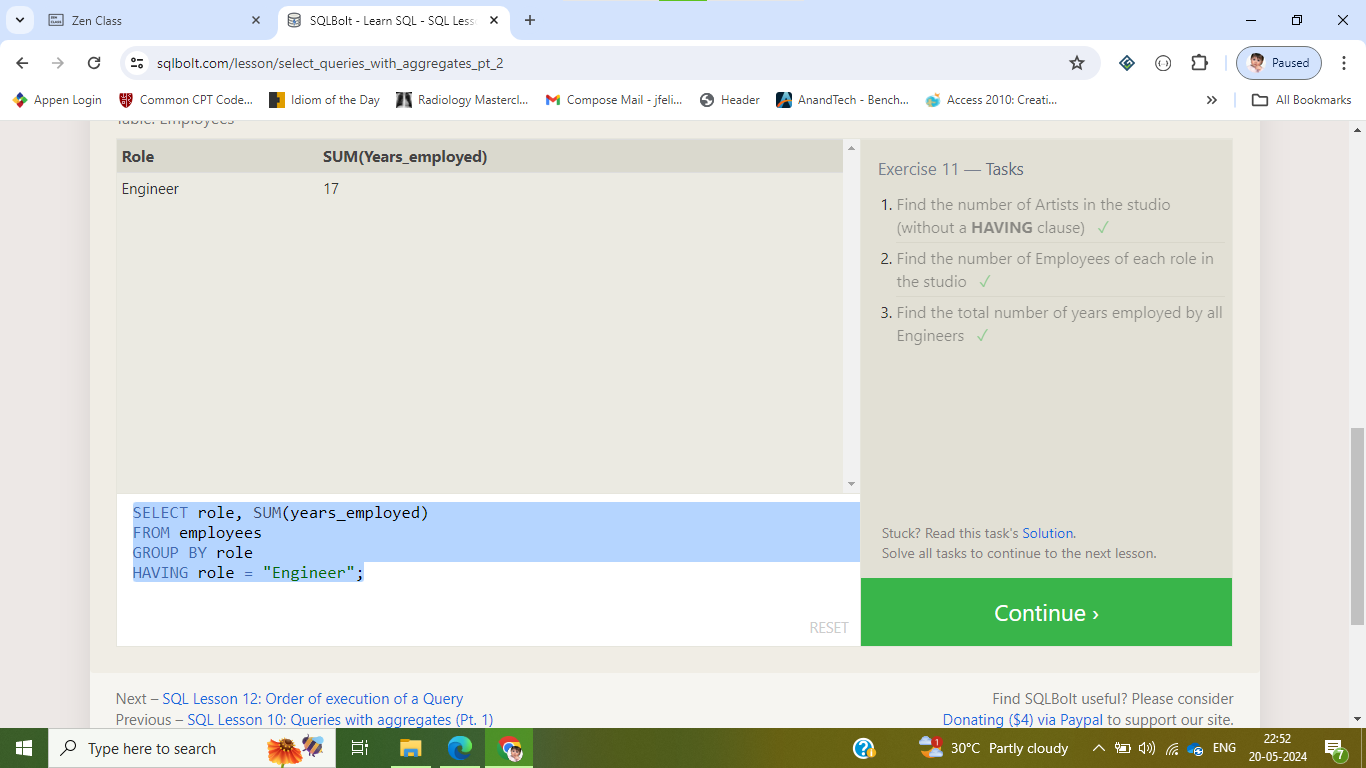 Zen Class
SQLBolt - Learn SQL - SQL Less
sqlbolt.com/lesson/select_queries_with_aggregates_pt_2
Paused
Appen Login
Common CPT Code...
Idiom of the Day
Radiology Mastercl...
Compose Mail - jfeli...
Header
AnandTech - Bench...
Access 2010: Creati...
All Bookmarks
Table: Employees
Role SUM(Years_employed)
Engineer 17
SELECT role, SUM(years_employed)
FROM employees
GROUP BY role
HAVING role = "Engineer";
RESET
Exercise 11 — Tasks
1. Find the number of Artists in the studio
(without a HAVING clause) ✓
2. Find the number of Employees of each role in
the studio ✓
3. Find the total number of years employed by all
Engineers ✓
Stuck? Read this task's Solution.
Solve all tasks to continue to the next lesson.
Continue ›
Next – SQL Lesson 12: Order of execution of a Query
Previous – SQL Lesson 10: Queries with aggregates (Pt. 1)
Find SQLBolt useful? Please consider
Donating ($4) via Paypal to support our site.
Type here to search
1
30°C Partly cloudy
ENG
22:52
20-05-2024
7